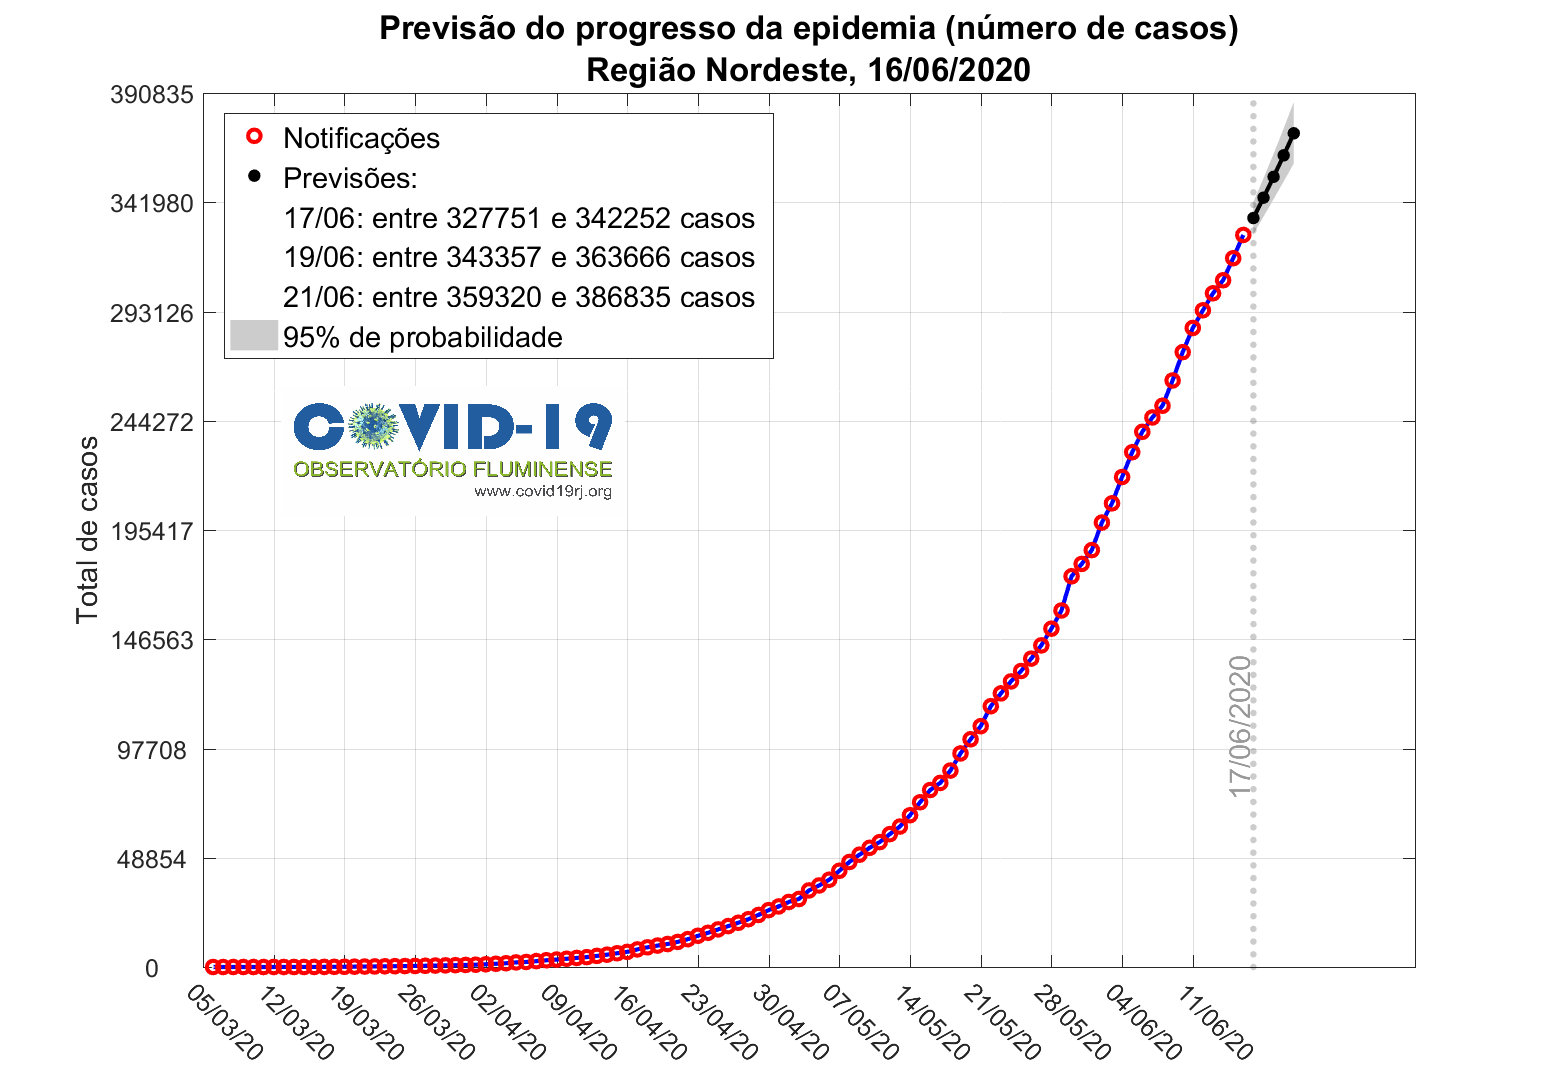 Previsão do progresso da epidemia (número de casos)
Região Nordeste, 16/06/2020
390835
341980
293126
244272
195417
146563
97708
48854
0
Total de casos
Notificações
Previsões:
17/06: entre 327751 e 342252 casos
19/06: entre 343357 e 363666 casos
21/06: entre 359320 e 386835 casos
95% de probabilidade
COVID-19
OBSERVATÓRIO FLUMINENSE
www.covid19rj.org
17/06/2020
05/03/20
12/03/20
19/03/20
26/03/20
02/04/20
09/04/20
16/04/20
23/04/20
30/04/20
07/05/20
14/05/20
21/05/20
28/05/20
04/06/20
11/06/20